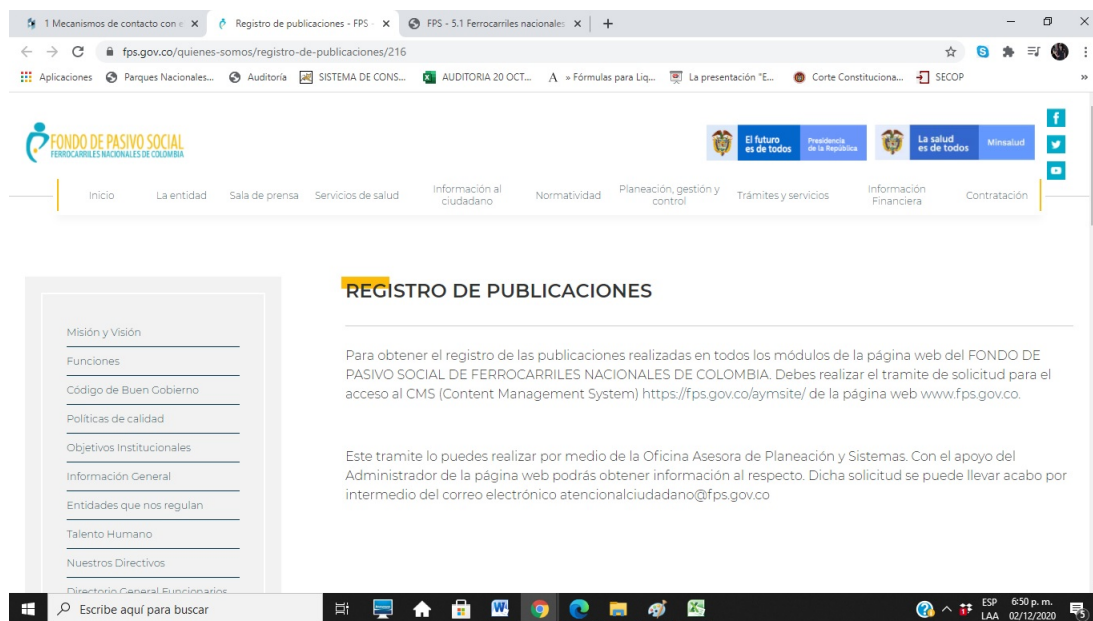 1 Mecanismos de contacto con e
Registro de publicaciones - FPS -
FPS - 5.1 Ferrocarriles nacionales
fps.gov.co/quienes-somos/registro-de-publicaciones/216
Aplicaciones
Parques Nacionales...
Auditoría
SISTEMA DE CONS...
AUDITORIA 20 OCT...
» Fórmulas para Liq...
La presentación "E...
Corte Constituciona...
SECOP
»
FONDO DE PASIVO SOCIAL
FERROCARRILES NACIONALES DE COLOMBIA
El futuro
es de todos
Presidencia
de la República
La salud
es de todos
Minsalud
Inicio
La entidad
Sala de prensa
Servicios de salud
Información al
ciudadano
Normatividad
Planeación, gestión y
control
Trámites y servicios
Información
Financiera
Contratación
Misión y Visión
Funciones
Código de Buen Gobierno
Políticas de calidad
Objetivos Institucionales
Información General
Entidades que nos regulan
Talento Humano
Nuestros Directivos
Directorio General Funcionarios
REGISTRO DE PUBLICACIONES
Para obtener el registro de las publicaciones realizadas en todos los módulos de la página web del FONDO DE
PASIVO SOCIAL DE FERROCARRILES NACIONALES DE COLOMBIA. Debes realizar el tramite de solicitud para el
acceso al CMS (Content Management System) https://fps.gov.co/aymsite/ de la página web www.fps.gov.co.
Este tramite lo puedes realizar por medio de la Oficina Asesora de Planeación y Sistemas. Con el apoyo del
Administrador de la página web podrás obtener información al respecto. Dicha solicitud se puede llevar acabo por
intermedio del correo electrónico atencionalciudadano@fps.gov.co
Escribe aquí para buscar
ESP
LAA
6:50 p. m.
02/12/2020